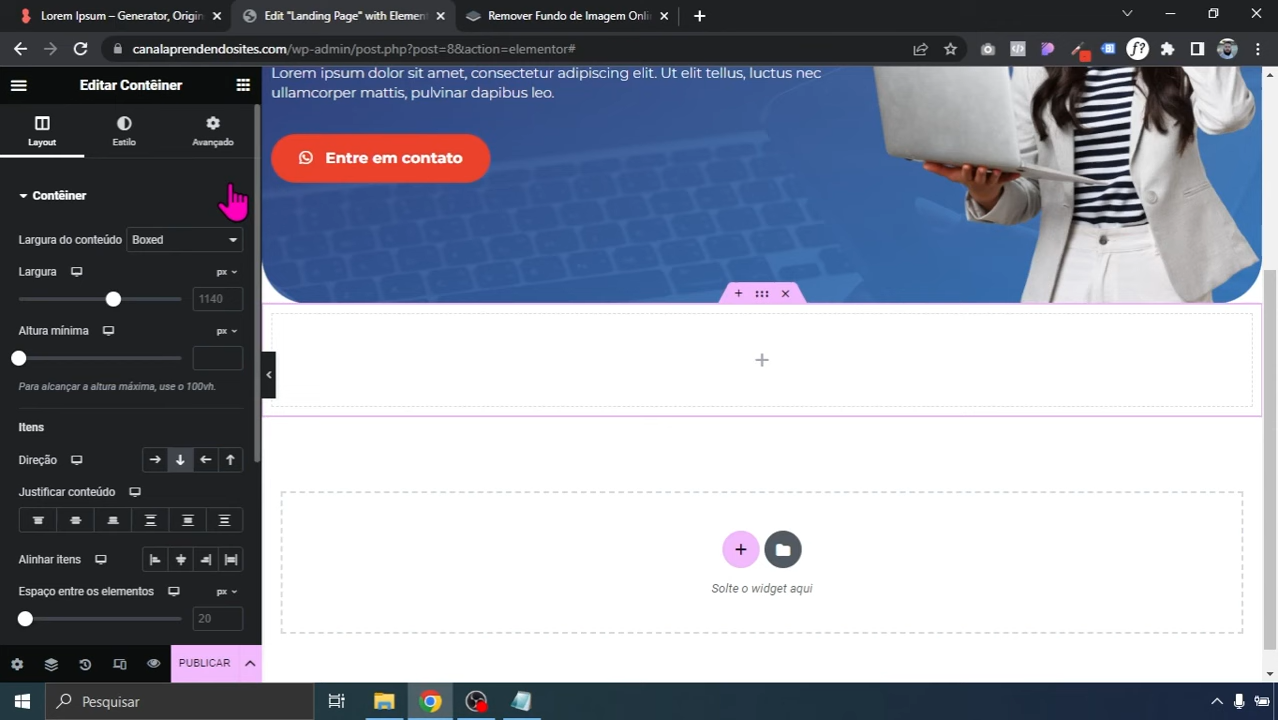 Lorem Ipsum – Generator, Origin
Edit "Landing Page" with Element
Remover Fundo de Imagem Onlin
canalaprendendosites.com/wp-admin/post.php?post=8&action=elementor#
f?
Editar Contêiner
Layout
Estilo
Avançado
Contêiner
Largura do conteúdo
Boxed
Largura
px
1140
Altura mínima
px
Para alcançar a altura máxima, use o 100vh.
Itens
Direção
Justificar conteúdo
Alinhar itens
Espaço entre os elementos
px
20
PUBLICAR
Lorem ipsum dolor sit amet, consectetur adipiscing elit. Ut elit tellus, luctus nec
ullamcorper mattis, pulvinar dapibus leo.
Entre em contato
Solte o widget aqui
Pesquisar